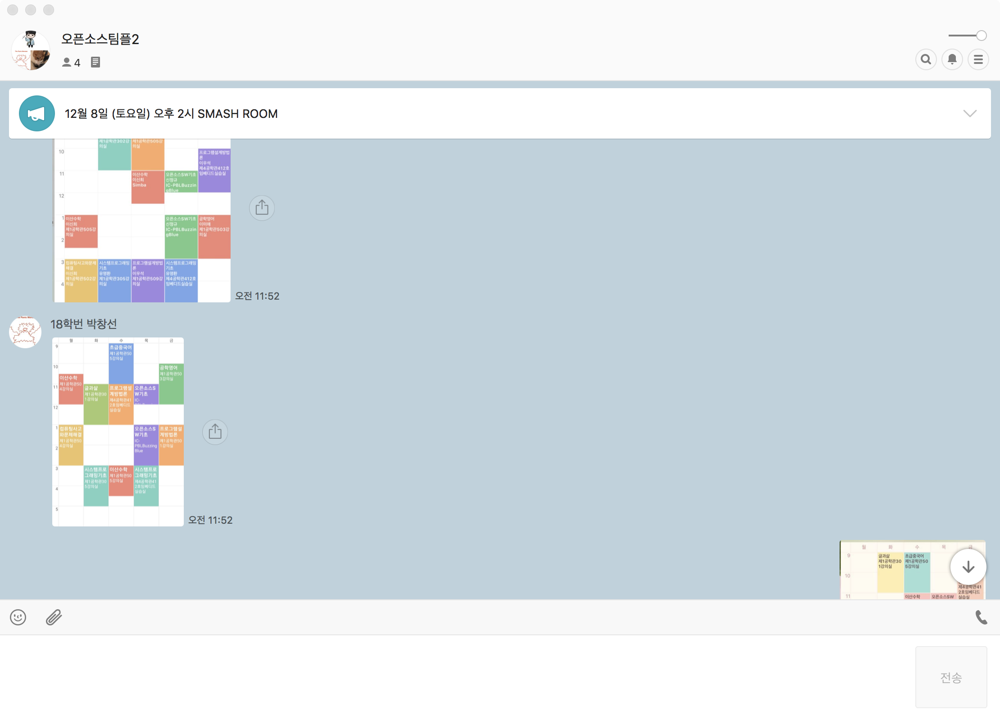 오픈소스팀플2
4
12월 8일 (토요일) 오후 2시 SMASH ROOM
제1공학관302강
의실
제1공학관505강
의실
10
프로그램설계방법
론
이우석
제4공학관412호
임베디드실습실
11
이산수학
이신희
Simba
오픈소스SW기초
신정규
IC-PBLBuzzin
gBlue
12
1
이산수학
이신희
제1공학관505강
의실
오픈소스SW기초
신정규
IC-PBLBuzzin
gBlue
공학영어
이미애
제1공학관503강
의실
2
3
컴퓨팅사고와문제
해결
이신희
제1공학관502강
의실
시스템프로그래밍
기초
유명환
제1공학관305강
의실
프로그램설계방법
론
이우석
제1공학관509강
의실
시스템프로그래밍
기초
유명환
제4공학관412호
임베디드실습실
4
오전 11:52
18학번 박창선
월 화 수 목 금
9
초급중국어
제1공학관50
5강의실
10
공학영어
제1공학관50
3강의실
이산수학
제1공학관50
4강의실
11
글과삶
제1공학관30
1강의실
프로그램설
계방법론
제4공학관41
2호임베디드
실습실
오픈소스S
W기초
IC-
12
1
컴퓨팅사고
와문제해결
제1공학관50
4강의실
오픈소스S
W기초
IC-
PBLBuzzing
Blue
프로그램설
계방법론
제1공학관50
1강의실
2
3
시스템프로
그래밍기초
제1공학관30
5강의실
이산수학
제1공학관50
5강의실
시스템프로
그래밍기초
제4공학관41
2호임베디드
실습실
4
5
오전 11:52
월 화 수 목 금
9
글과삶
제1공학관30
1강의실
초급중국어
제1공학관50
5강의실
10
제4공학관41
2호임베디드
실습실
11
이산수학
오픈소스SW
전송